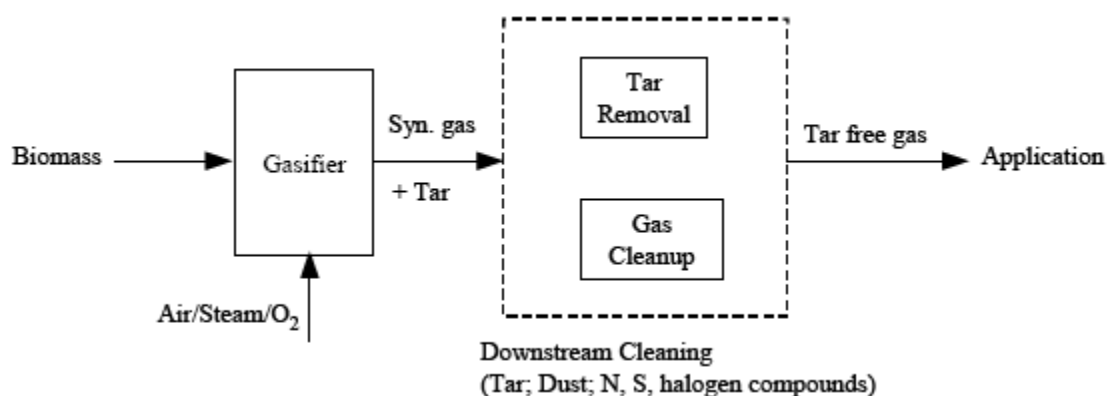 Biomass
Gasifier
Air/Steam/O₂
Syn. gas
+ Tar
Tar
Removal
Gas
Cleanup
Tar free gas
Application
Downstream Cleaning
(Tar; Dust; N, S, halogen compounds)